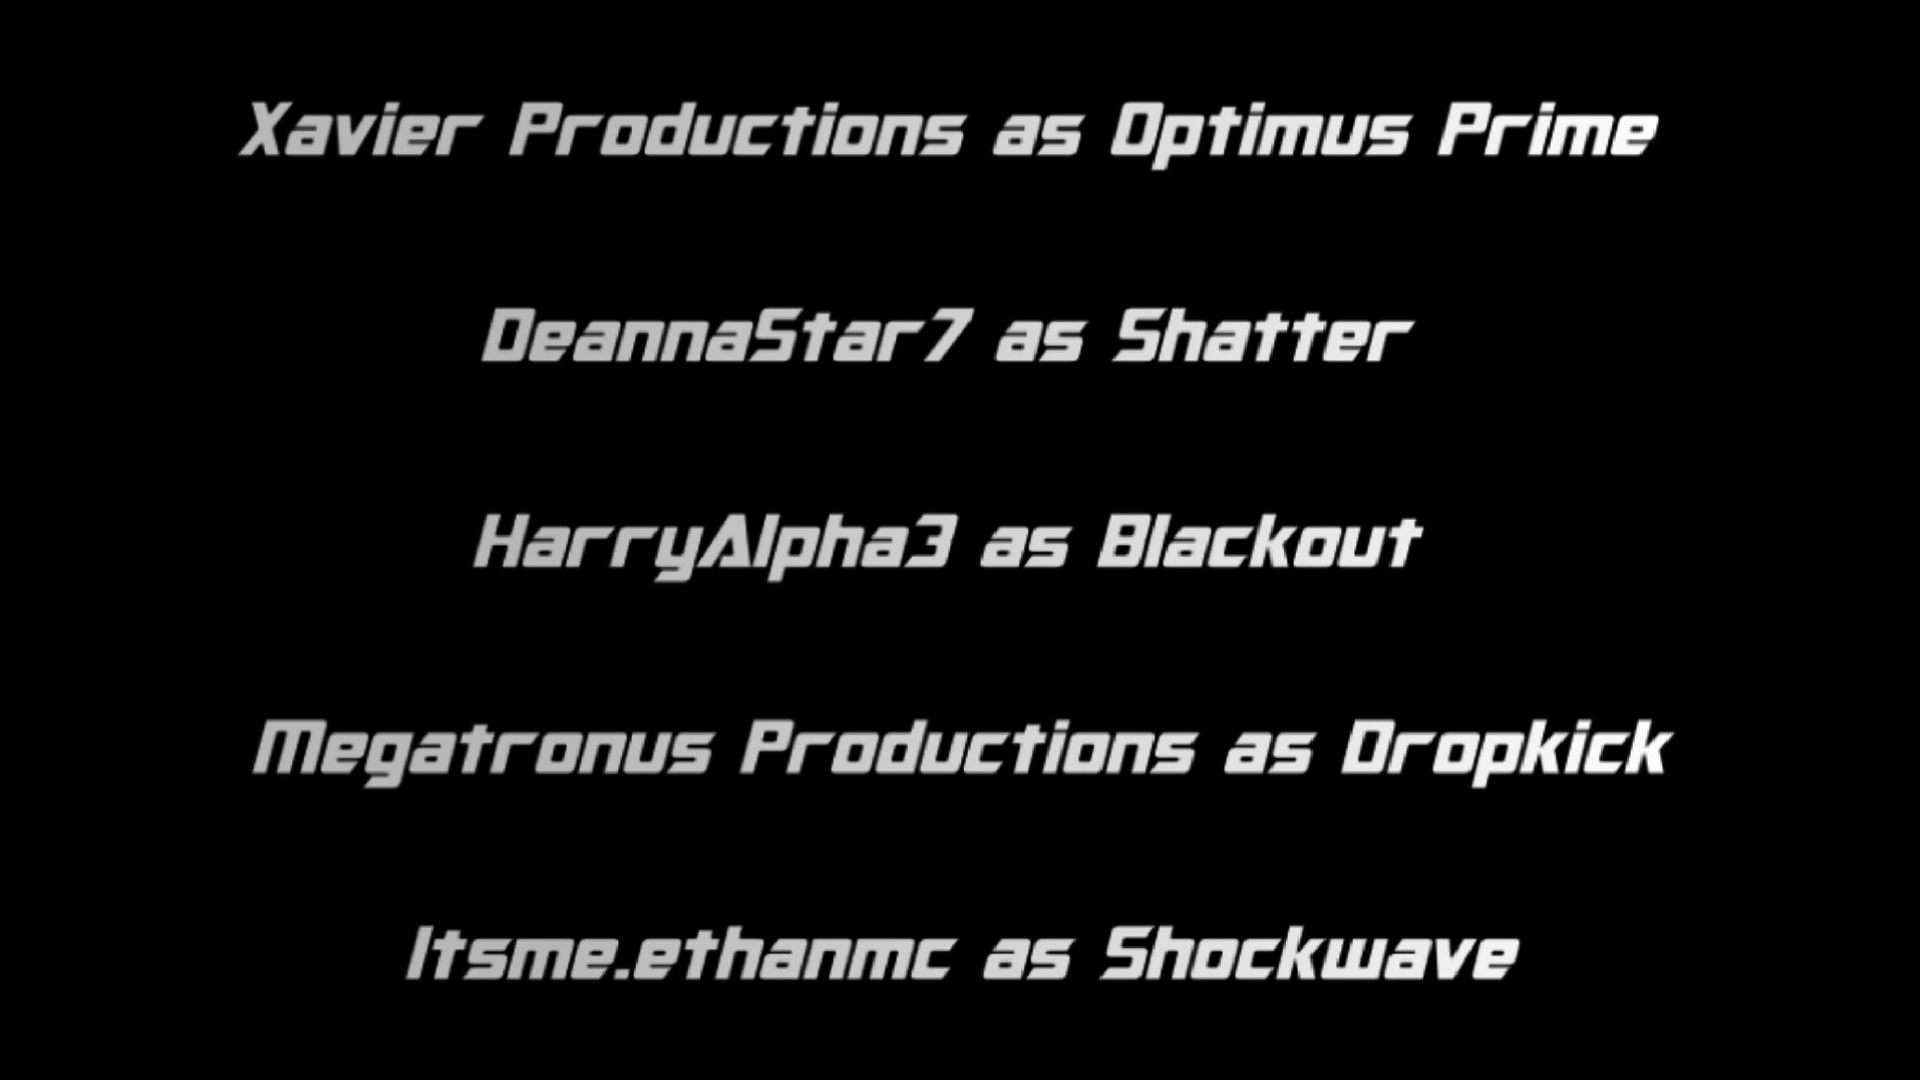 Xavier Productions as Optimus Prime
DeannaStar7 as Shatter
HarryAlpha3 as Blackout
Megatronus Productions as Dropkick
Itsme.ethanmc as Shockwave